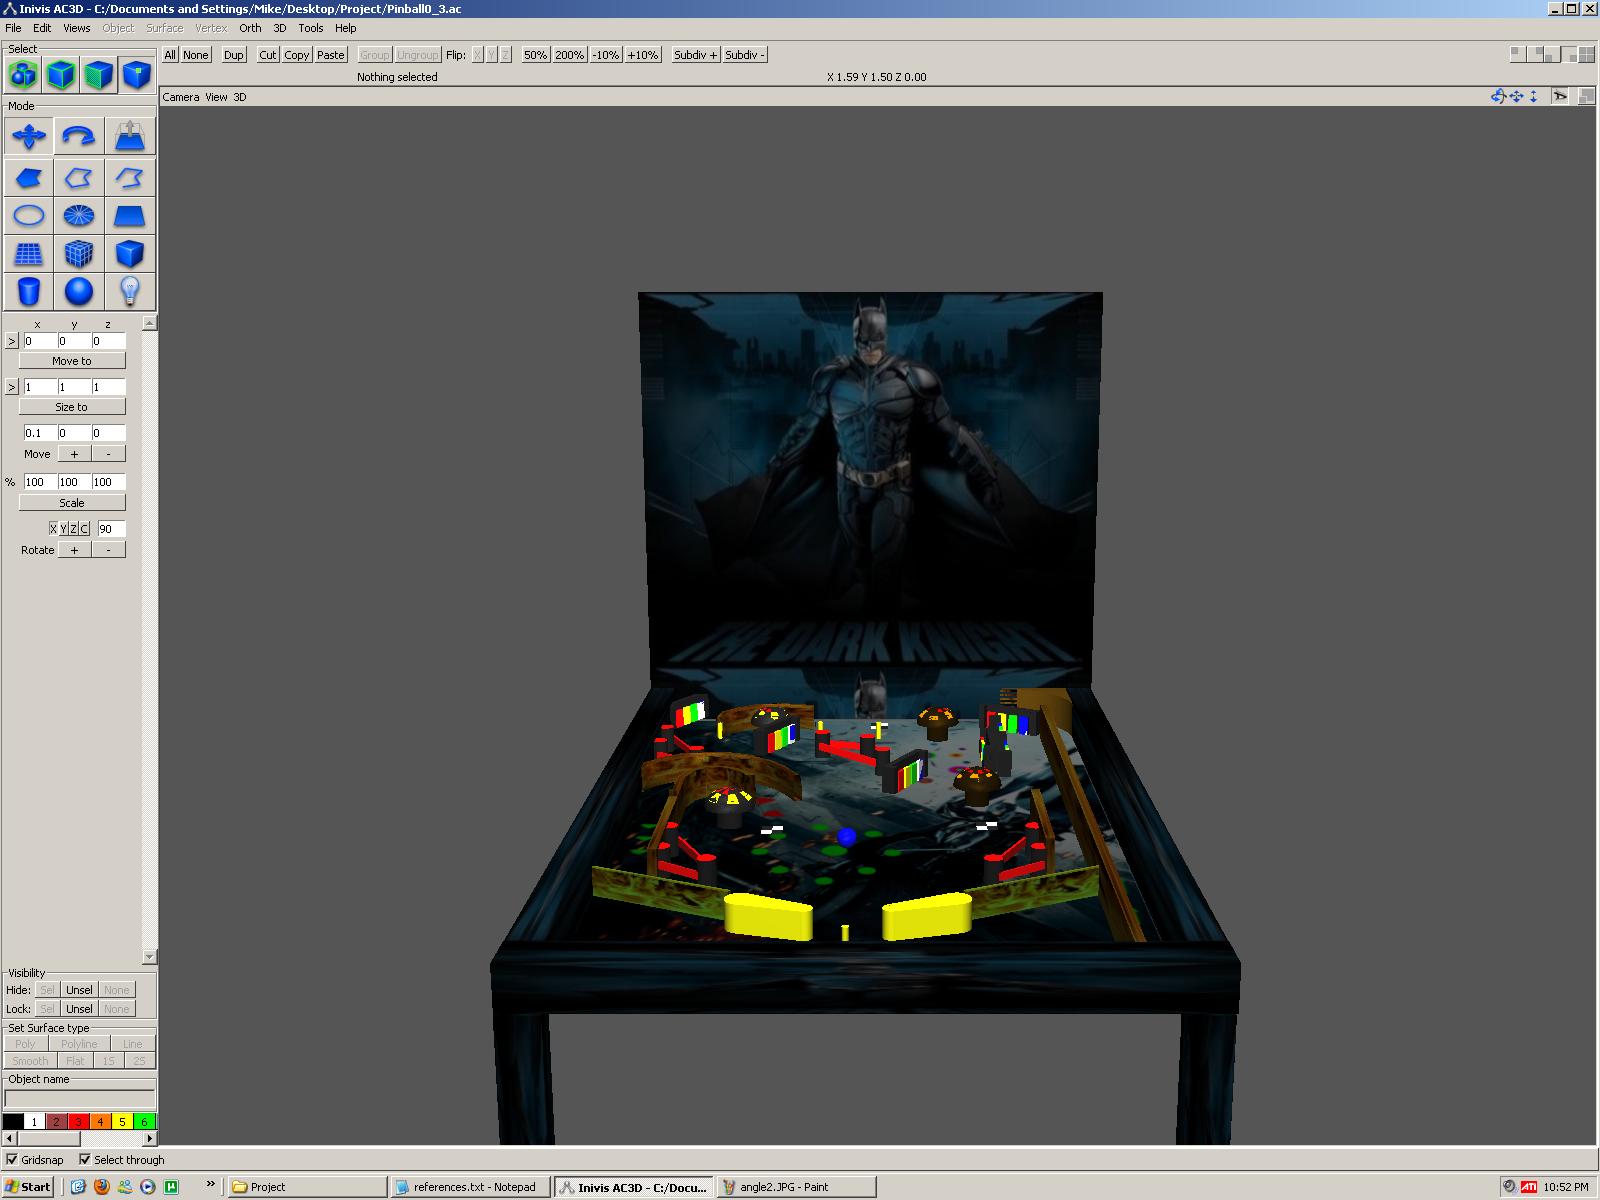 Inivis AC3D - C:/Documents and Settings/Mike/Desktop/Project/Pinball0_3.ac
File Edit Views Object Surface Vertex Orth 3D Tools Help
Select
All None Dup Cut Copy Paste Group Ungroup Flip: X Y Z 50% 200% -10% +10% Subdiv + Subdiv -
Nothing selected X 1.59 Y 1.50 Z 0.00
Camera View 3D
Mode
x y z
> 0 0 0
Move to
> 1 1 1
Size to
0.1 0 0
Move + -
% 100 100 100
Scale
X Y Z C 90
Rotate + -
THE DARK KNIGHT
Visibility
Hide: Sel Unsel None
Lock: Sel Unsel None
Set Surface type
Poly Polyline Line
Smooth Flat 1S 2S
Object name
1 2 3 4 5 6
Gridsnap Select through
Start » Project references.txt - Notepad Inivis AC3D - C:/Docu... angle2.JPG - Paint ATI 10:52 PM